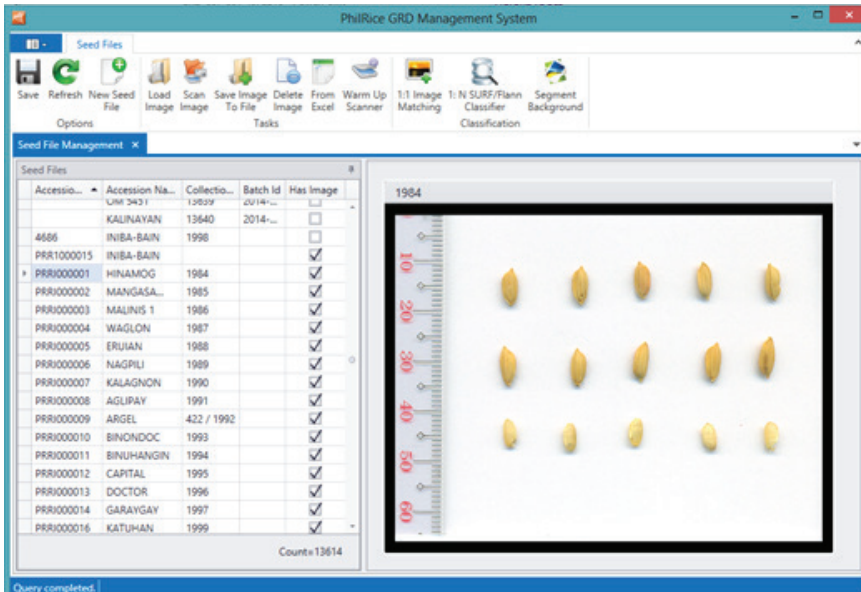 PhilRice GRD Management System
Seed Files
Save Refresh New Seed File Load Image Scan Image Save Image To File Delete Image From Excel Warm Up Scanner 1:1 Image Matching 1: N SURF/Flann Classifier Segment Background
Options Tasks Classification
Seed File Management ×
Seed Files
Accessio... Accession Na... Collectio... Batch Id Has Image
OM 5451 13639 2014-...
KALINAYAN 13640 2014-...
4686 INIBA-BAIN 1998
PRR1000015 INIBA-BAIN
PRRI000001 HINAMOG 1984
PRRI000002 MANGASA... 1985
PRRI000003 MALINIS 1 1986
PRRI000004 WAGLON 1987
PRRI000005 ERUIAN 1988
PRRI000006 NAGPILI 1989
PRRI000007 KALAGNON 1990
PRRI000008 AGLIPAY 1991
PRRI000009 ARGEL 422 / 1992
PRRI000010 BINONDOC 1993
PRRI000011 BINUHANGIN 1994
PRRI000012 CAPITAL 1995
PRRI000013 DOCTOR 1996
PRRI000014 GARAYGAY 1997
PRRI000016 KATUHAN 1999
Count=13614
1984
10
20
30
40
50
60
Query completed.